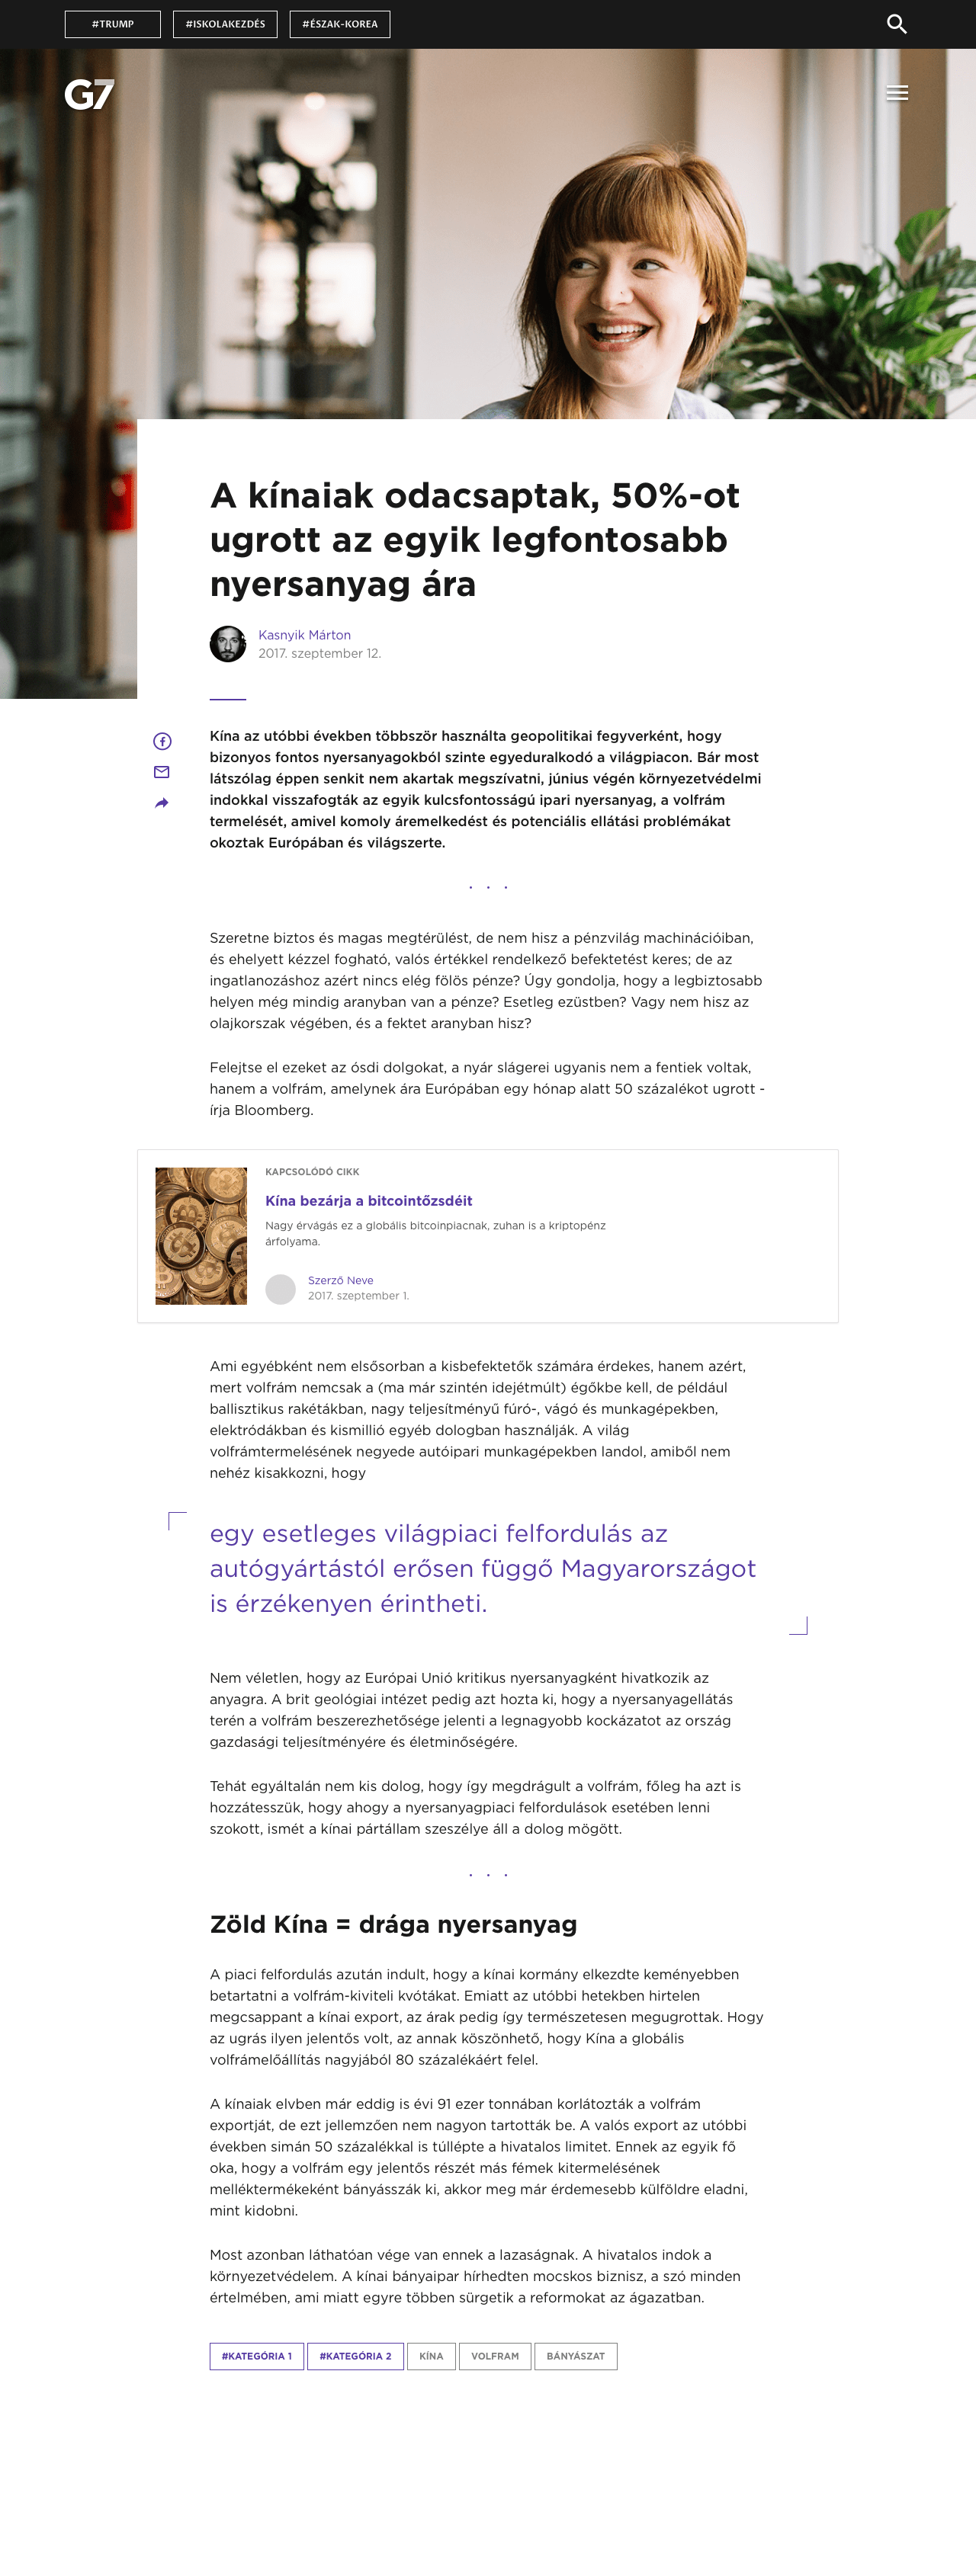 #TRUMP
#ISKOLAKEZDÉS
#ÉSZAK-KOREA
G7
A kínaiak odacsaptak, 50%-ot
ugrott az egyik legfontosabb
nyersanyag ára
Kasnyik Márton
2017. szeptember 12.
Kína az utóbbi években többször használta geopolitikai fegyverként, hogy
bizonyos fontos nyersanyagokból szinte egyeduralkodó a világpiacon. Bár most
látszólag éppen senkit nem akartak megszívatni, június végén környezetvédelmi
indokkal visszafogták az egyik kulcsfontosságú ipari nyersanyag, a volfrám
termelését, amivel komoly áremelkedést és potenciális ellátási problémákat
okoztak Európában és világszerte.
Szeretne biztos és magas megtérülést, de nem hisz a pénzvilág machinációiban,
és ehelyett kézzel fogható, valós értékkel rendelkező befektetést keres; de az
ingatlanozáshoz azért nincs elég fölös pénze? Úgy gondolja, hogy a legbiztosabb
helyen még mindig aranyban van a pénze? Esetleg ezüstben? Vagy nem hisz az
olajkorszak végében, és a fektet aranyban hisz?
Felejtse el ezeket az ósdi dolgokat, a nyár slágerei ugyanis nem a fentiek voltak,
hanem a volfrám, amelynek ára Európában egy hónap alatt 50 százalékot ugrott -
írja Bloomberg.
KAPCSOLÓDÓ CIKK
Kína bezárja a bitcointőzsdéit
Nagy érvágás ez a globális bitcoinpiacnak, zuhan is a kriptopénz
árfolyama.
Szerző Neve
2017. szeptember 1.
Ami egyébként nem elsősorban a kisbefektetők számára érdekes, hanem azért,
mert volfrám nemcsak a (ma már szintén idejétmúlt) égőkbe kell, de például
ballisztikus rakétákban, nagy teljesítményű fúró-, vágó és munkagépekben,
elektródákban és kismillió egyéb dologban használják. A világ
volfrámtermelésének negyede autóipari munkagépekben landol, amiből nem
nehéz kisakkozni, hogy
egy esetleges világpiaci felfordulás az
autógyártástól erősen függő Magyarországot
is érzékenyen érintheti.
Nem véletlen, hogy az Európai Unió kritikus nyersanyagként hivatkozik az
anyagra. A brit geológiai intézet pedig azt hozta ki, hogy a nyersanyagellátás
terén a volfrám beszerezhetősége jelenti a legnagyobb kockázatot az ország
gazdasági teljesítményére és életminőségére.
Tehát egyáltalán nem kis dolog, hogy így megdrágult a volfrám, főleg ha azt is
hozzátesszük, hogy ahogy a nyersanyagpiaci felfordulások esetében lenni
szokott, ismét a kínai pártállam szeszélye áll a dolog mögött.
Zöld Kína = drága nyersanyag
A piaci felfordulás azután indult, hogy a kínai kormány elkezdte keményebben
betartatni a volfrám-kiviteli kvótákat. Emiatt az utóbbi hetekben hirtelen
megcsappant a kínai export, az árak pedig így természetesen megugrottak. Hogy
az ugrás ilyen jelentős volt, az annak köszönhető, hogy Kína a globális
volfrámelőállítás nagyjából 80 százalékáért felel.
A kínaiak elvben már eddig is évi 91 ezer tonnában korlátozták a volfrám
exportját, de ezt jellemzően nem nagyon tartották be. A valós export az utóbbi
években simán 50 százalékkal is túllépte a hivatalos limitet. Ennek az egyik fő
oka, hogy a volfrám egy jelentős részét más fémek kitermelésének
melléktermékeként bányásszák ki, akkor meg már érdemesebb külföldre eladni,
mint kidobni.
Most azonban láthatóan vége van ennek a lazaságnak. A hivatalos indok a
környezetvédelem. A kínai bányaipar hírhedten mocskos biznisz, a szó minden
értelmében, ami miatt egyre többen sürgetik a reformokat az ágazatban.
#KATEGÓRIA 1
#KATEGÓRIA 2
KÍNA
VOLFRAM
BÁNYÁSZAT